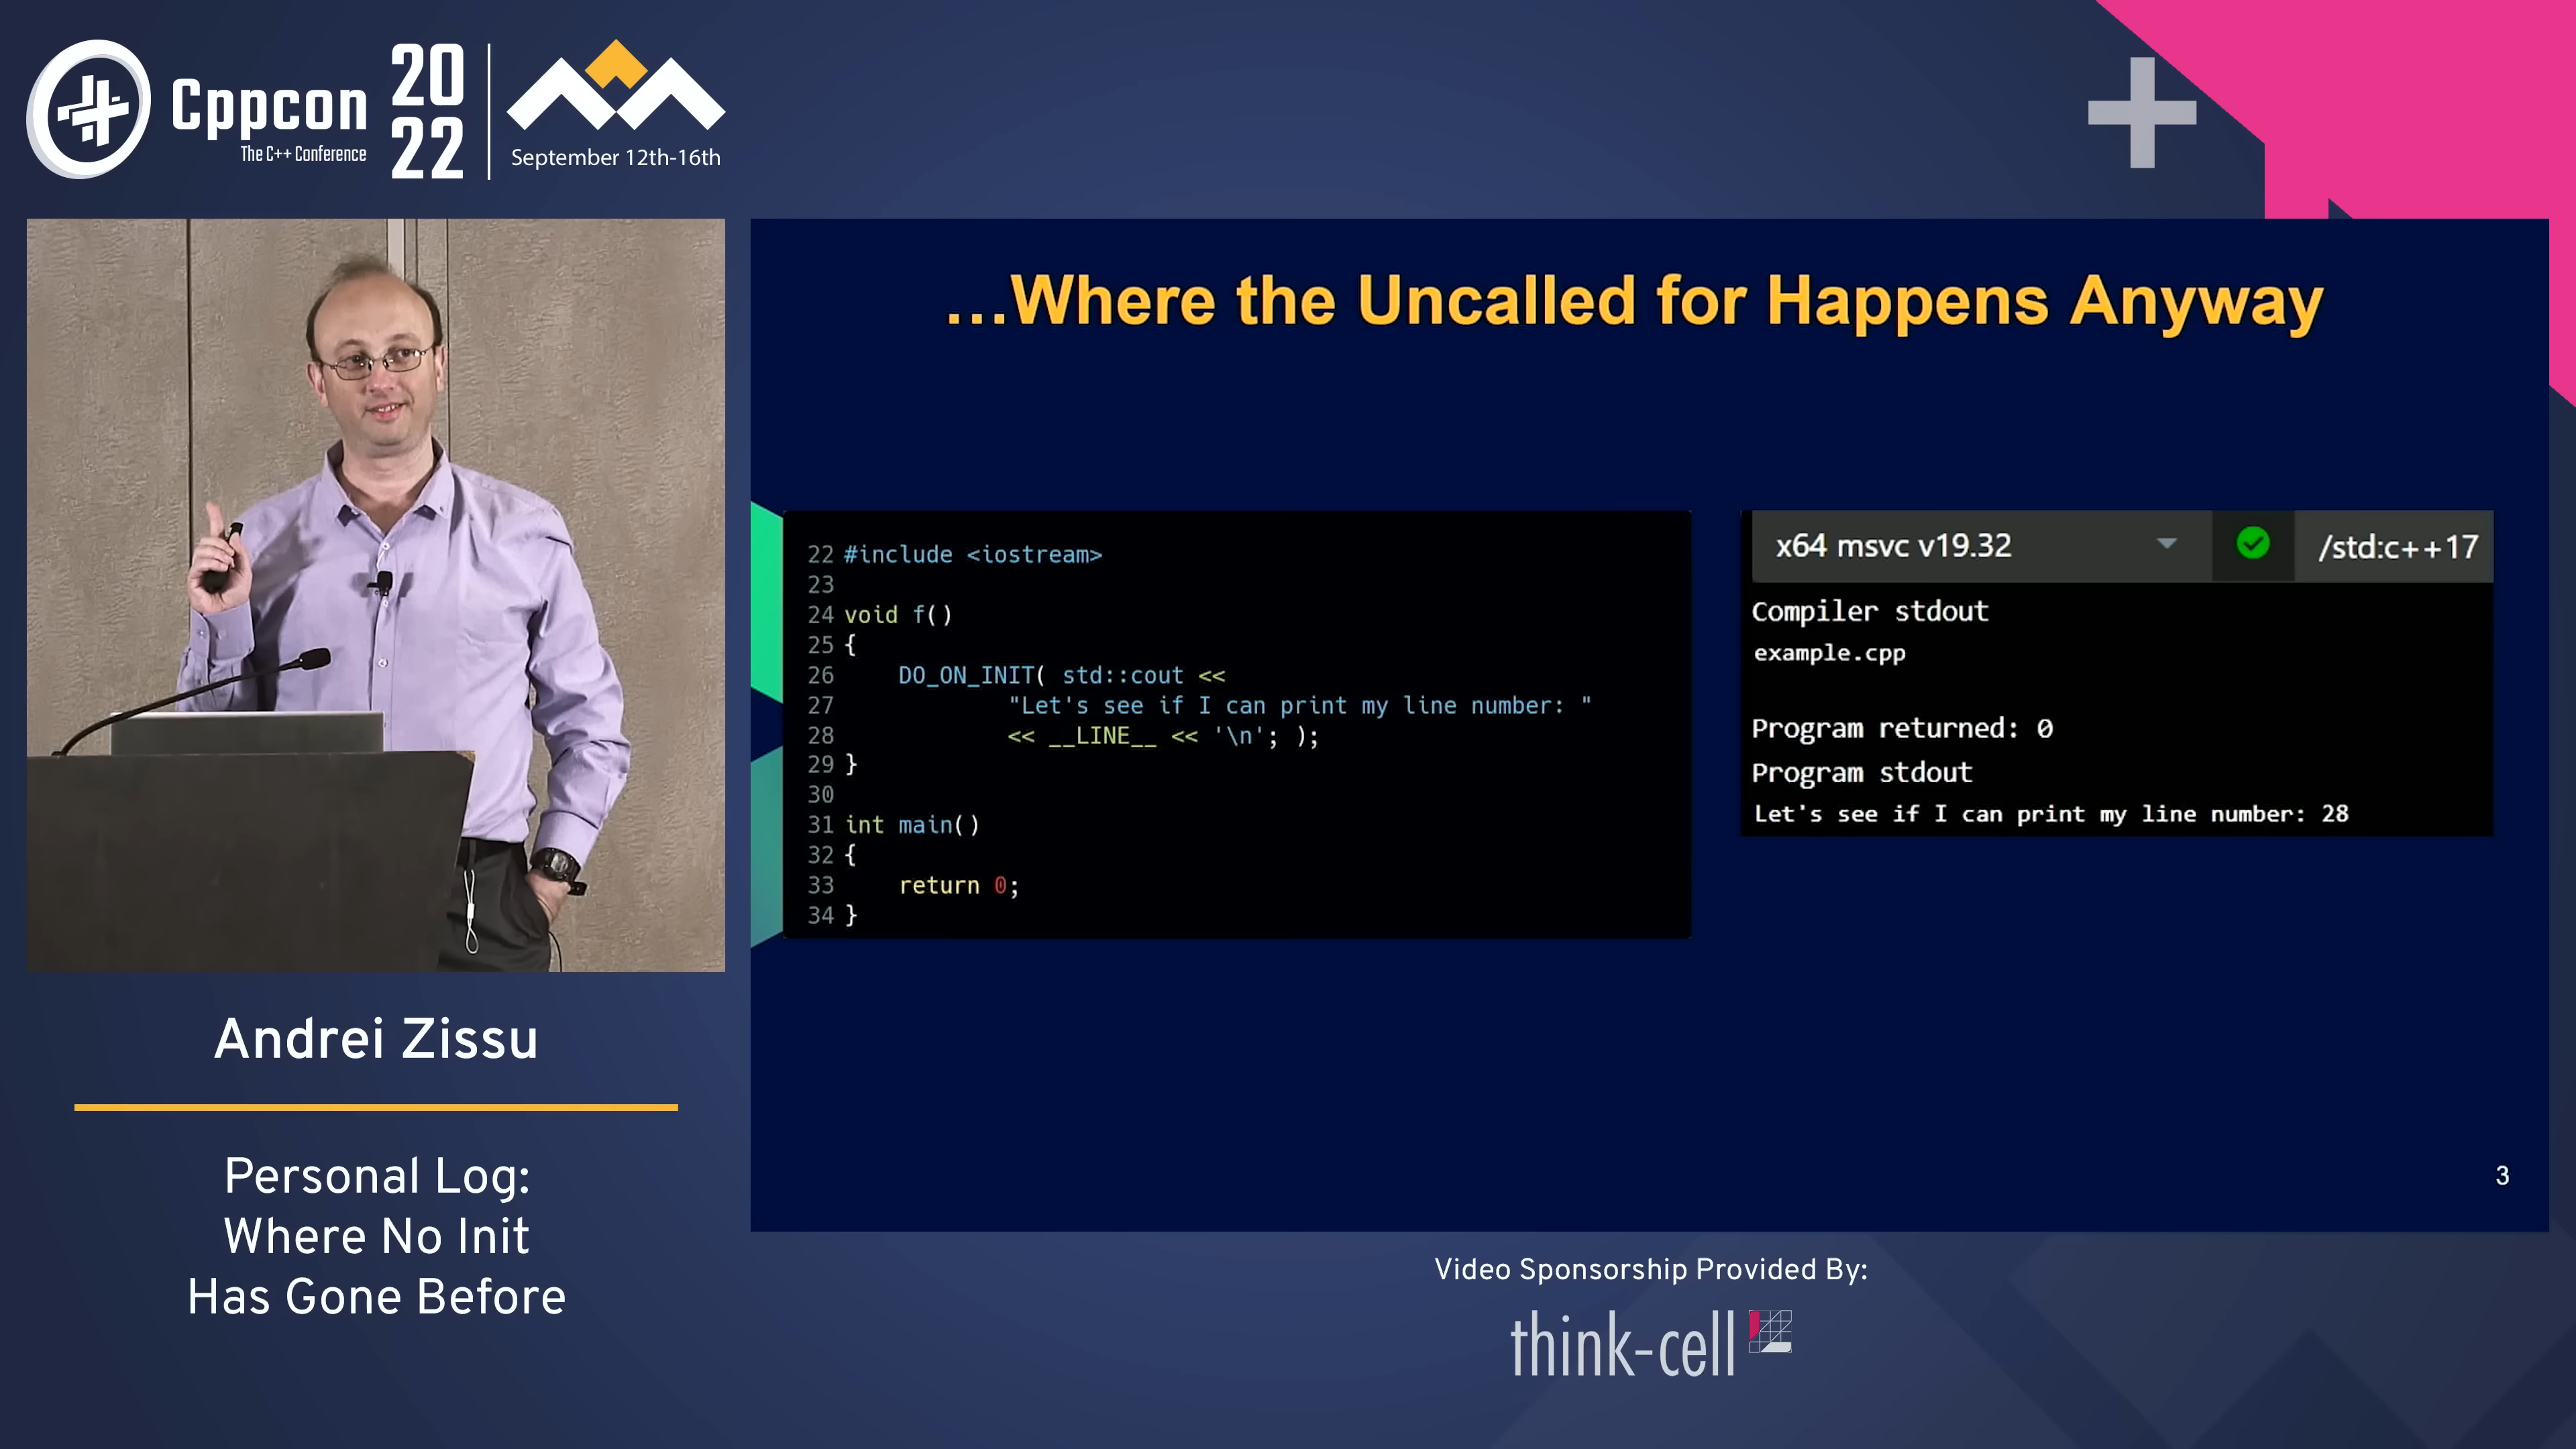 Cppcon
The C++ Conference
20
22
September 12th-16th
...Where the Uncalled for Happens Anyway
22 #include <iostream>
23
24 void f()
25 {
26     DO_ON_INIT( std::cout <<
27             "Let's see if I can print my line number: "
28             << __LINE__ << '\n'; );
29 }
30
31 int main()
32 {
33     return 0;
34 }
x64 msvc v19.32 /std:c++17
Compiler stdout
example.cpp
Program returned: 0
Program stdout
Let's see if I can print my line number: 28
3
Andrei Zissu
Personal Log:
Where No Init
Has Gone Before
Video Sponsorship Provided By:
think-cell